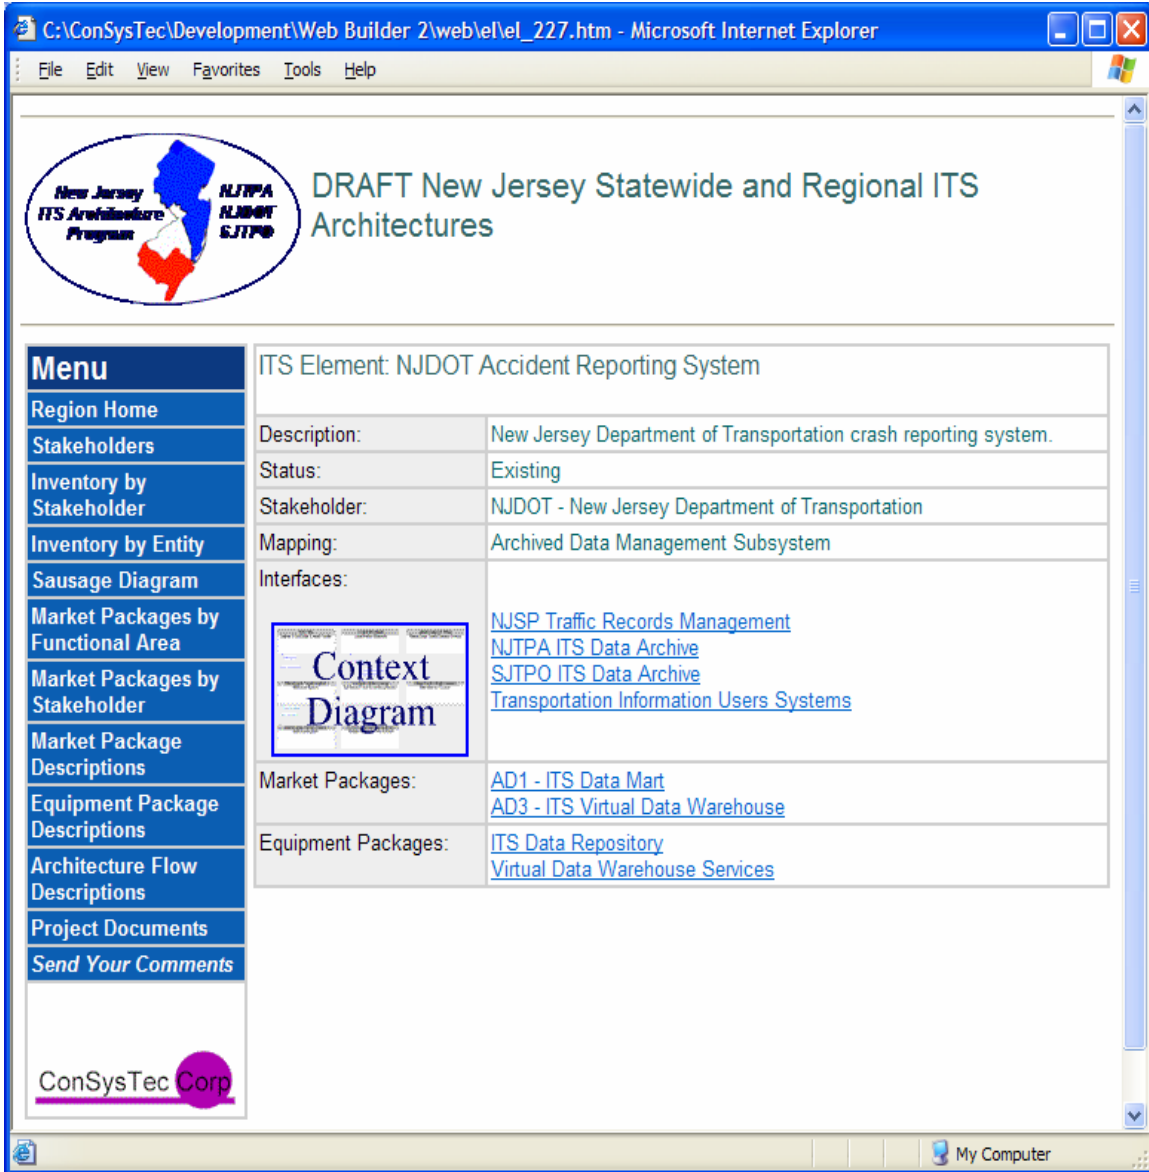 C:\ConSysTec\Development\Web Builder 2\web\el\el_227.htm - Microsoft Internet Explorer
File Edit View Favorites Tools Help
New Jersey
ITS Architecture
Program
NJTPA
NJDOT
SJTPO
DRAFT New Jersey Statewide and Regional ITS
Architectures
Menu
Region Home
Stakeholders
Inventory by
Stakeholder
Inventory by Entity
Sausage Diagram
Market Packages by
Functional Area
Market Packages by
Stakeholder
Market Package
Descriptions
Equipment Package
Descriptions
Architecture Flow
Descriptions
Project Documents
Send Your Comments
ConSysTec Corp
ITS Element: NJDOT Accident Reporting System
Description: New Jersey Department of Transportation crash reporting system.
Status: Existing
Stakeholder: NJDOT - New Jersey Department of Transportation
Mapping: Archived Data Management Subsystem
Interfaces:
Context
Diagram
NJSP Traffic Records Management
NJTPA ITS Data Archive
SJTPO ITS Data Archive
Transportation Information Users Systems
Market Packages: AD1 - ITS Data Mart
AD3 - ITS Virtual Data Warehouse
Equipment Packages: ITS Data Repository
Virtual Data Warehouse Services
My Computer